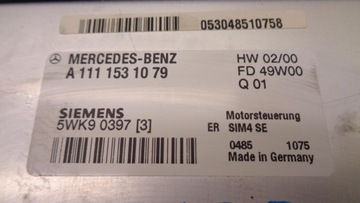 053048510758
MERCEDES-BENZ
A 111 153 10 79
HW 02/00
FD 49W00
Q 01
SIEMENS
5WK9 0397 [3]
Motorsteuerung
ER SIM4 SE
0485 1075
Made in Germany